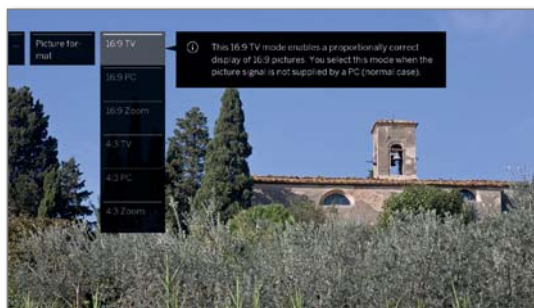 ...
Picture for-
mat
16:9 TV
This 16:9 TV mode enables a proportionally correct
display of 16:9 pictures. You select this mode when the
picture signal is not supplied by a PC (normal case).
16:9 PC
16:9 Zoom
4:3 TV
4:3 PC
4:3 Zoom